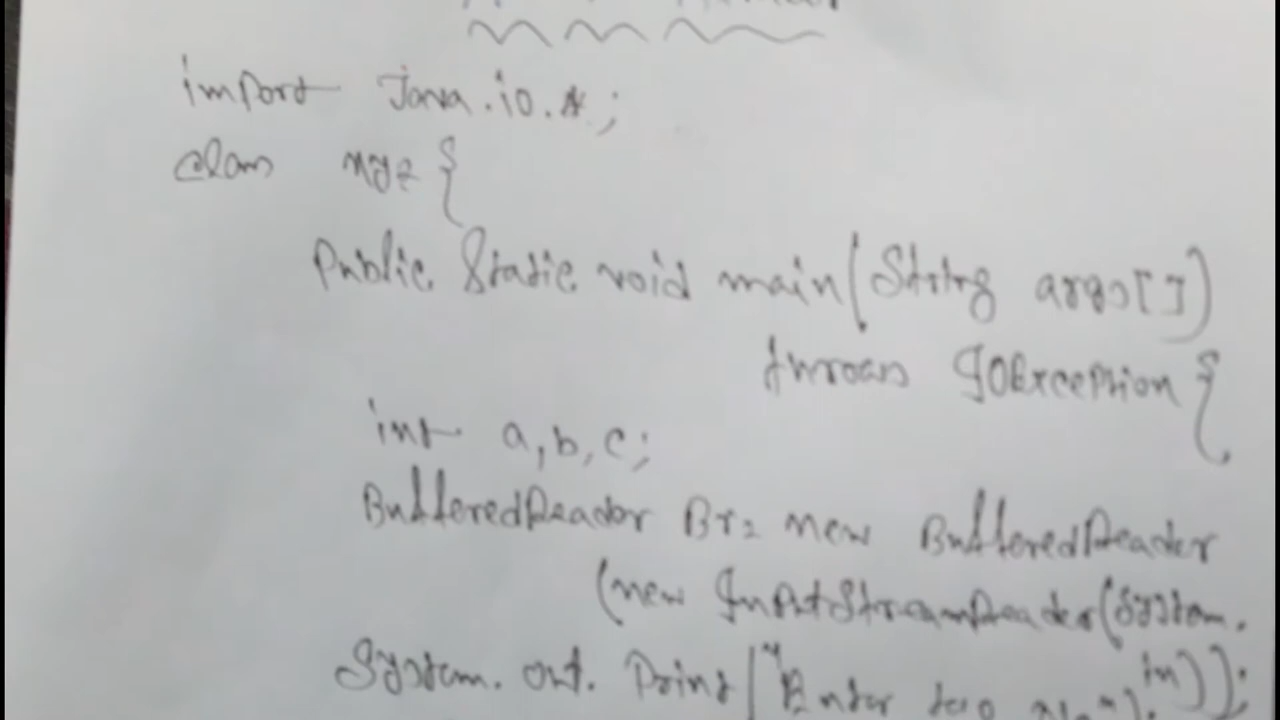 import Java.io.*;
class xyz {
Public Static void main(String args[])
throws IOException {
int a,b,c;
BufferedReader Br= new BufferedReader
(new InPutStreamReader(System.
in));
System. out. Print("Enter two